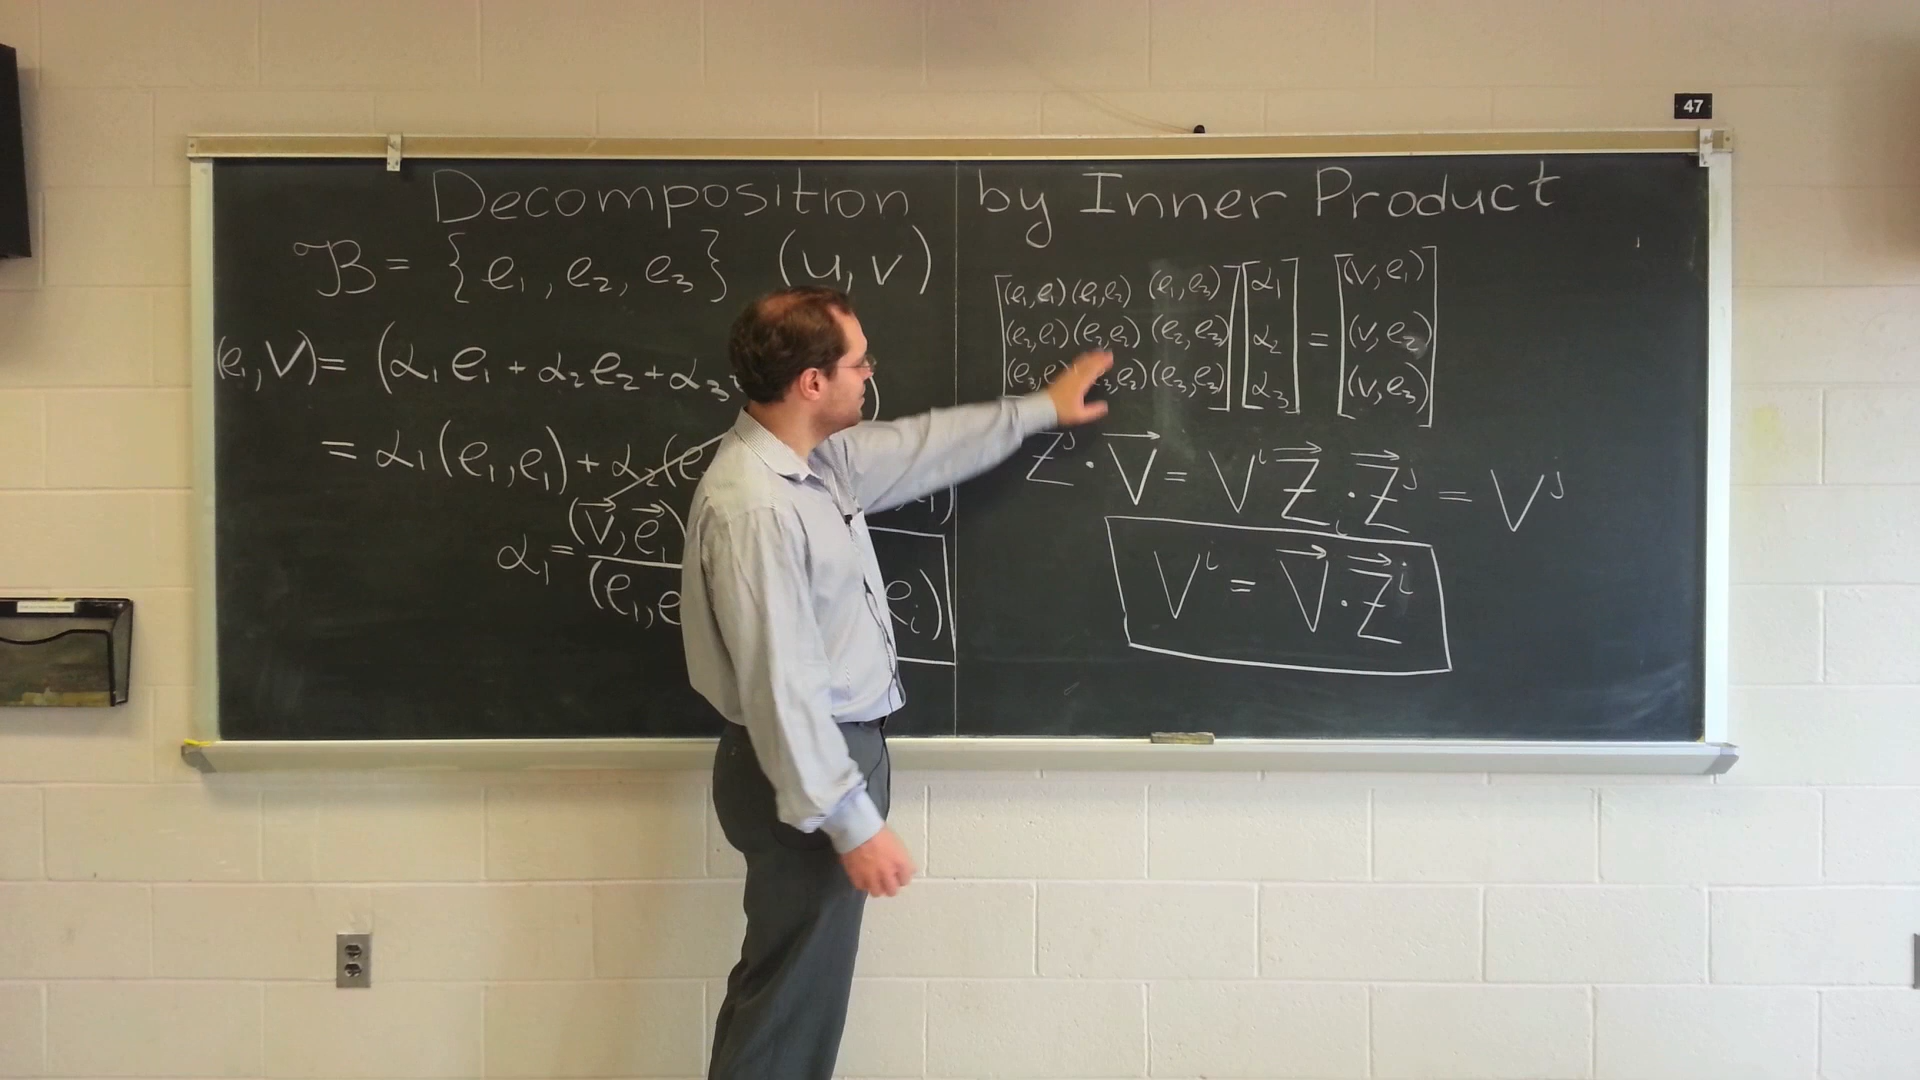 47
Decomposition by Inner Product
ℬ = {e₁, e₂, e₃} (u, v)
(e₁, V) = (α₁e₁ + α₂e₂ + α₃ )
= α₁(e₁, e₁) + α₂(e
α₁ = (V⃗, e⃗₁) / (e₁, e
eᵢ)
[(e₁,e₁) (e₁,e₂) (e₁,e₃)] [α₁] [(v,e₁)]
[(e₂,e₁) (e₂,e₂) (e₂,e₃)] [α₂] = [(v,e₂)]
[(e₃,e ,e₂) (e₃,e₃)] [α₃] [(v,e₃)]
Z⃗ʲ · V⃗ = Vⁱ Z⃗ᵢ · Z⃗ʲ = Vʲ
Vⁱ = V⃗ · Z⃗ⁱ